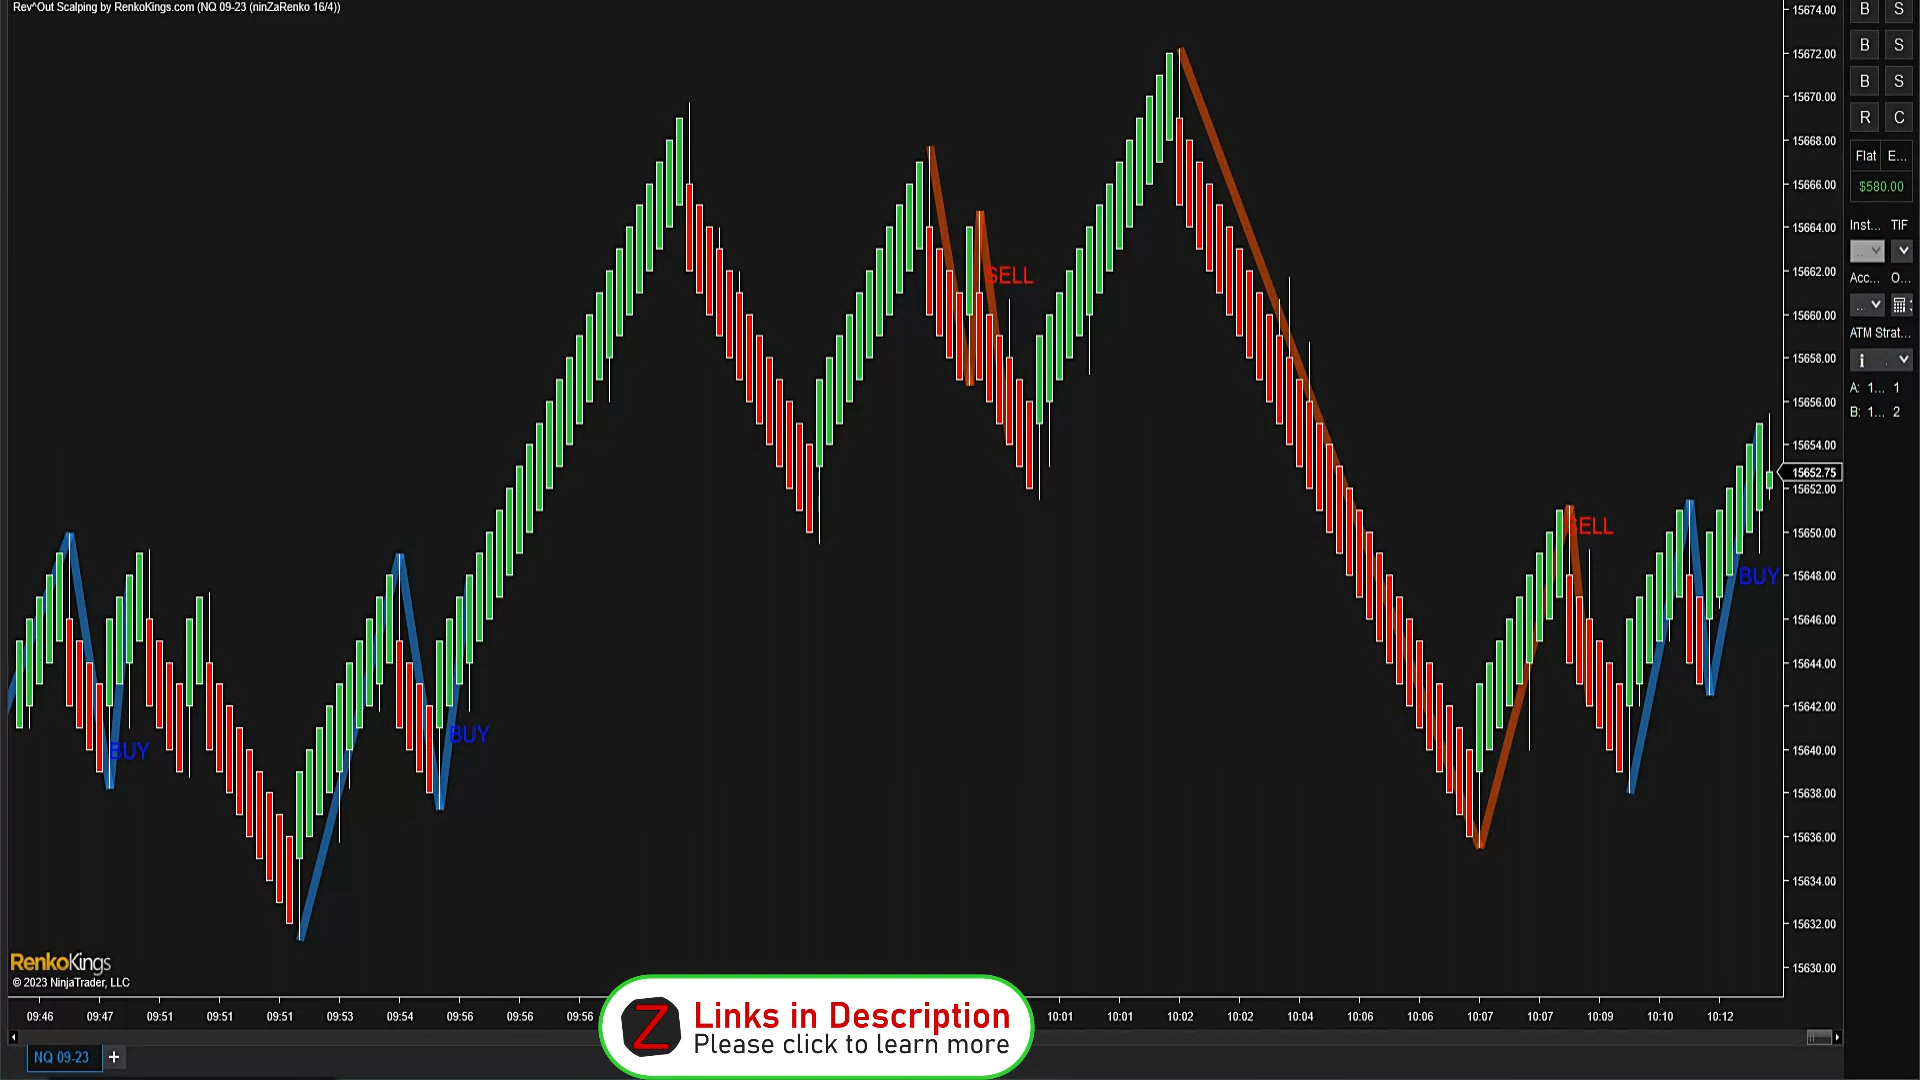 Rev^Out Scalping by RenkoKings.com (NQ 09-23 (ninZaRenko 16/4))
15674.00
15672.00
15670.00
15668.00
15666.00
15664.00
15662.00
15660.00
15658.00
15656.00
15654.00
15652.75
15652.00
15650.00
15648.00
15646.00
15644.00
15642.00
15640.00
15638.00
15636.00
15634.00
15632.00
15630.00
B S
B S
B S
R C
Flat E...
$580.00
Inst... TIF
Acc... O...
ATM Strat...
A: 1... 1
B: 1... 2
SELL
SELL
BUY
BUY
BUY
RenkoKings
© 2023 NinjaTrader, LLC
09:46 09:47 09:51 09:51 09:51 09:53 09:54 09:56 09:56 09:56 10:01 10:01 10:02 10:02 10:04 10:06 10:06 10:07 10:07 10:09 10:10 10:12
Z Links in Description
Please click to learn more
NQ 09-23 +